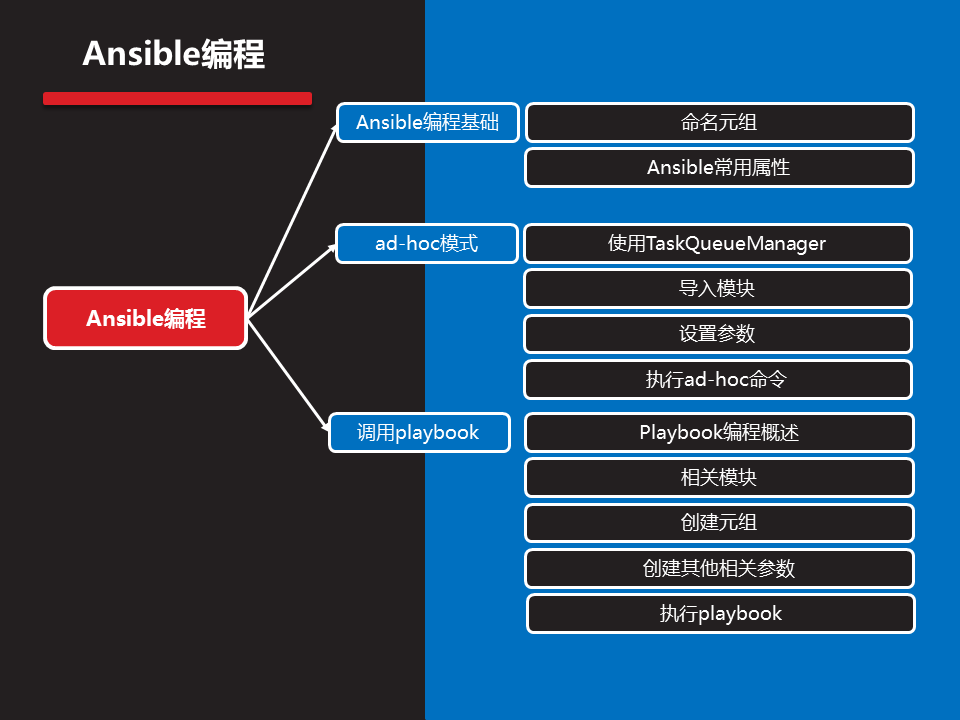 Ansible编程
Ansible编程基础
命名元组
Ansible常用属性
ad-hoc模式
使用TaskQueueManager
导入模块
Ansible编程
设置参数
执行ad-hoc命令
调用playbook
Playbook编程概述
相关模块
创建元组
创建其他相关参数
执行playbook